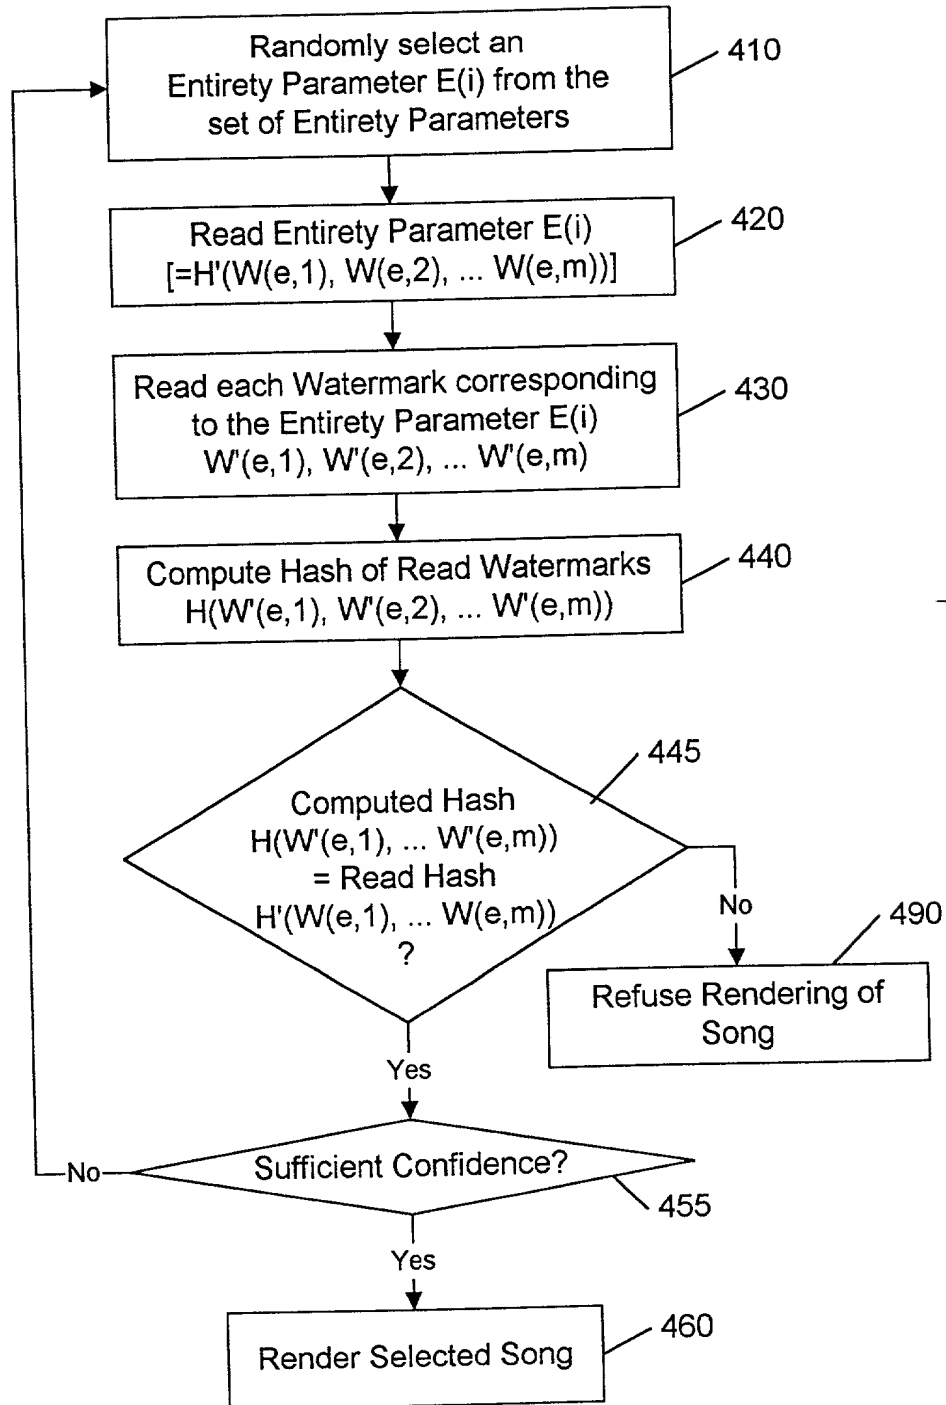 Randomly select an
Entirety Parameter E(i) from the
set of Entirety Parameters
410
Read Entirety Parameter E(i)
[=H'(W(e,1), W(e,2), ... W(e,m))]
420
Read each Watermark corresponding
to the Entirety Parameter E(i)
W'(e,1), W'(e,2), ... W'(e,m)
430
Compute Hash of Read Watermarks
H(W'(e,1), W'(e,2), ... W'(e,m))
440
445
Computed Hash
H(W'(e,1), ... W'(e,m))
= Read Hash
H'(W(e,1), ... W(e,m))
?
No
490
Refuse Rendering of
Song
Yes
Sufficient Confidence?
No
455
Yes
Render Selected Song
460